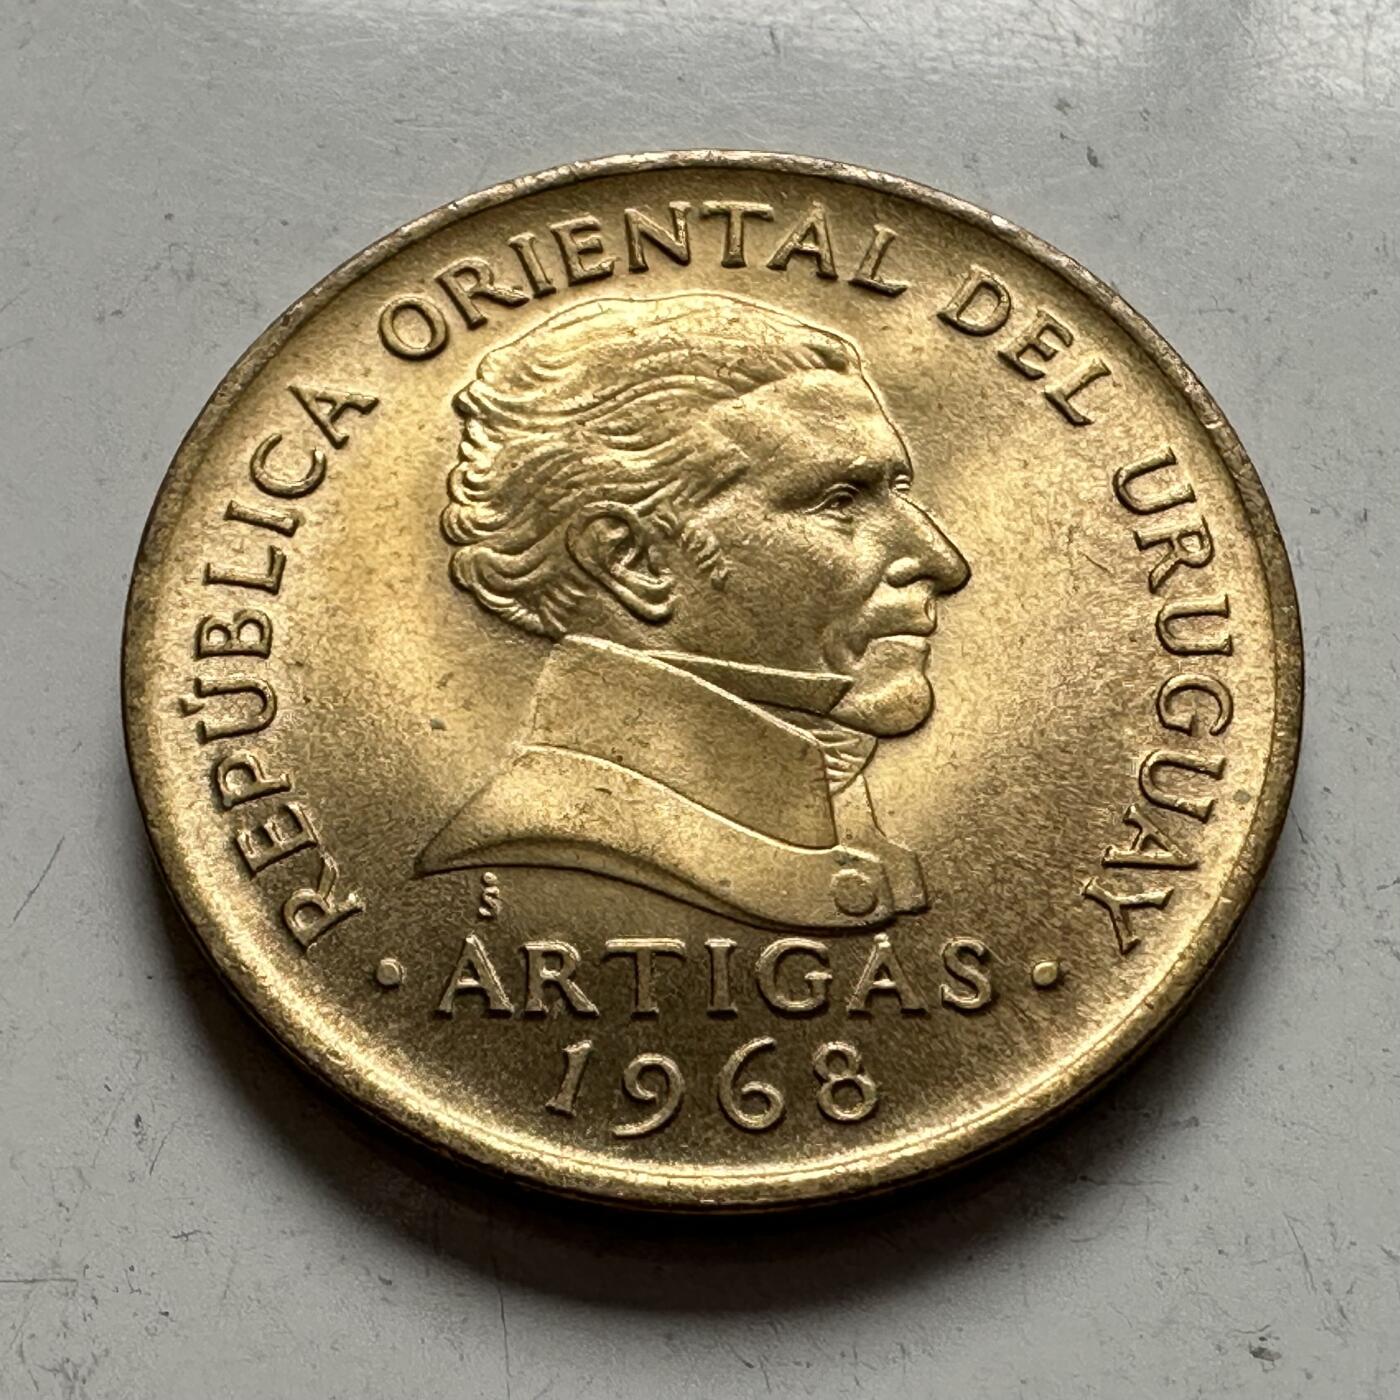 REPÚBLICA ORIENTAL DEL URUGUAY
· ARTIGAS ·
1968